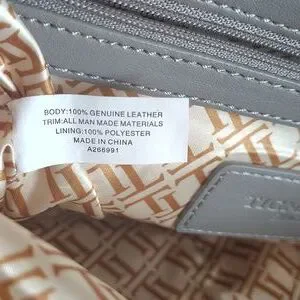 BODY:100% GENUINE LEATHER
TRIM:ALL MAN MADE MATERIALS
LINING:100% POLYESTER
MADE IN CHINA
A266991